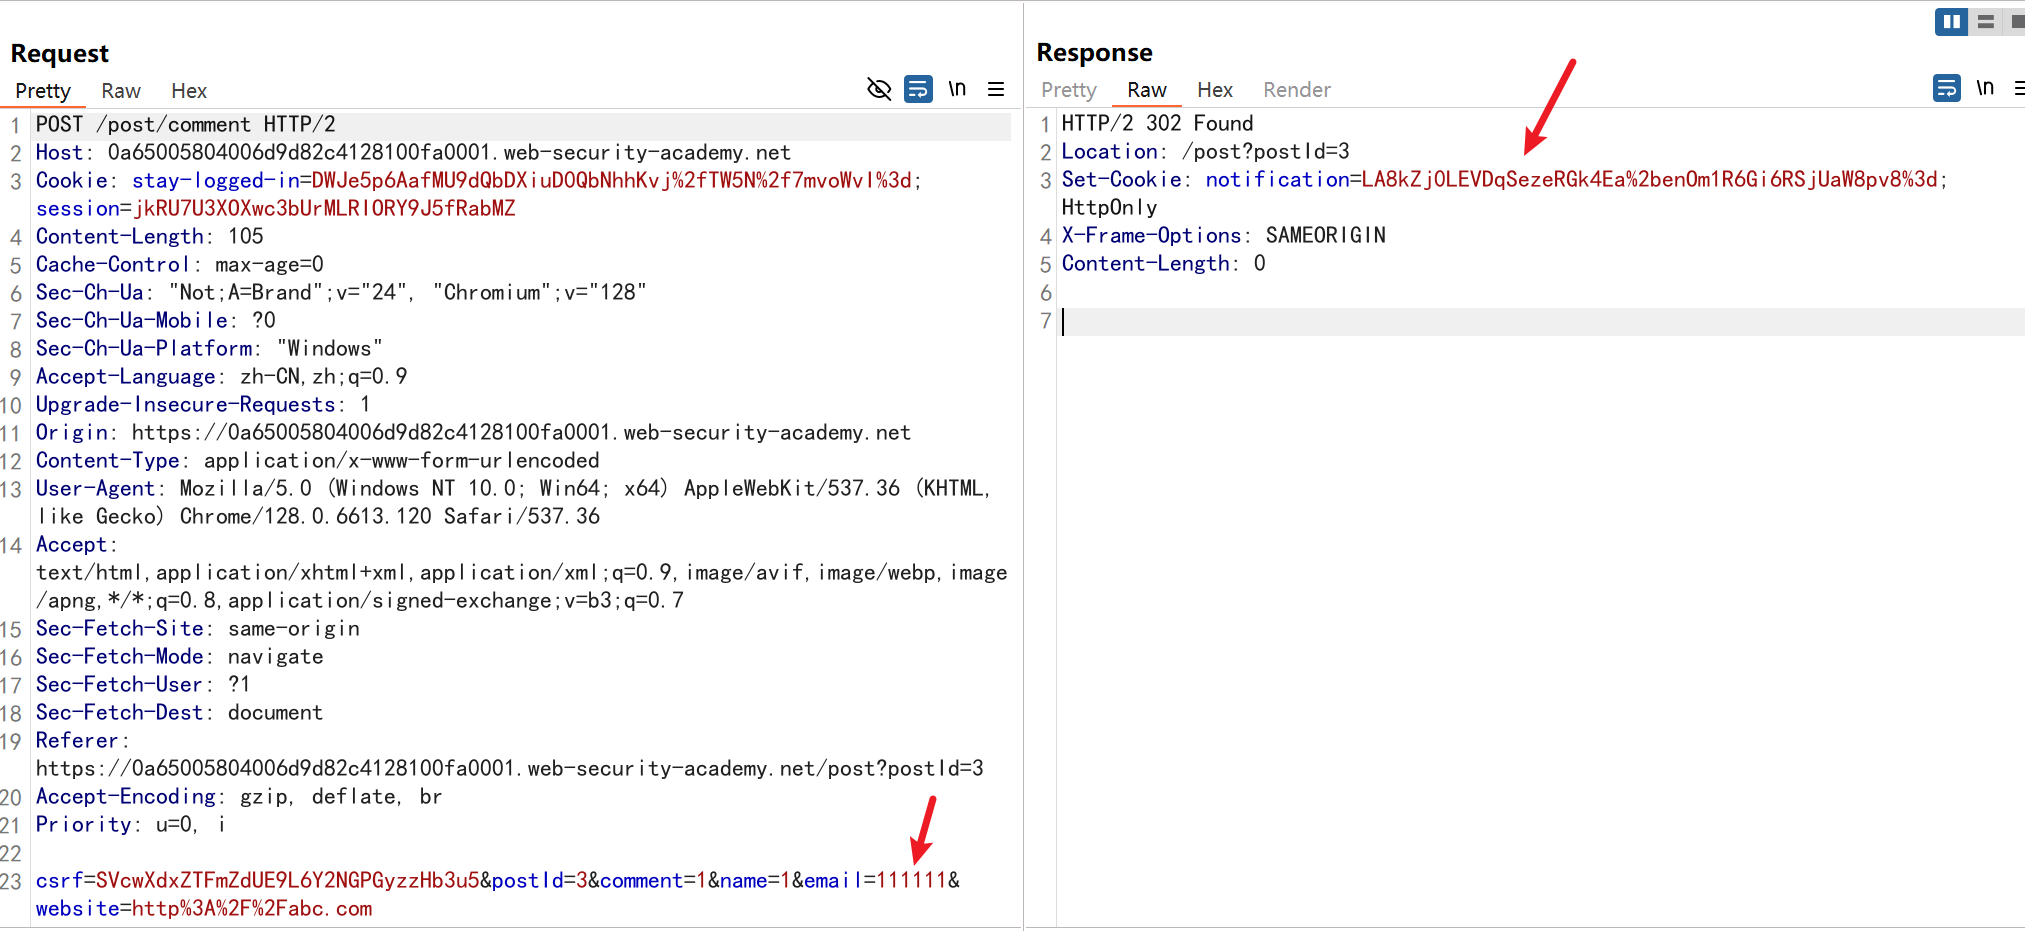 Request
Pretty Raw Hex
\n
1 POST /post/comment HTTP/2
2 Host: 0a65005804006d9d82c4128100fa0001.web-security-academy.net
3 Cookie: stay-logged-in=DWJe5p6AafMU9dQbDXiuD0QbNhhKvj%2fTW5N%2f7mvoWvI%3d;
session=jkRU7U3X0Xwc3bUrMLRI0RY9J5fRabMZ
4 Content-Length: 105
5 Cache-Control: max-age=0
6 Sec-Ch-Ua: "Not;A=Brand";v="24", "Chromium";v="128"
7 Sec-Ch-Ua-Mobile: ?0
8 Sec-Ch-Ua-Platform: "Windows"
9 Accept-Language: zh-CN,zh;q=0.9
10 Upgrade-Insecure-Requests: 1
11 Origin: https://0a65005804006d9d82c4128100fa0001.web-security-academy.net
12 Content-Type: application/x-www-form-urlencoded
13 User-Agent: Mozilla/5.0 (Windows NT 10.0; Win64; x64) AppleWebKit/537.36 (KHTML,
like Gecko) Chrome/128.0.6613.120 Safari/537.36
14 Accept:
text/html,application/xhtml+xml,application/xml;q=0.9,image/avif,image/webp,image
/apng,*/*;q=0.8,application/signed-exchange;v=b3;q=0.7
15 Sec-Fetch-Site: same-origin
16 Sec-Fetch-Mode: navigate
17 Sec-Fetch-User: ?1
18 Sec-Fetch-Dest: document
19 Referer:
https://0a65005804006d9d82c4128100fa0001.web-security-academy.net/post?postId=3
20 Accept-Encoding: gzip, deflate, br
21 Priority: u=0, i
22
23 csrf=SVcwXdxZTFmZdUE9L6Y2NGPGyzzHb3u5&postId=3&comment=1&name=1&email=111111&
website=http%3A%2F%2Fabc.com
Response
Pretty Raw Hex Render
\n
1 HTTP/2 302 Found
2 Location: /post?postId=3
3 Set-Cookie: notification=LA8kZj0LEVDqSezeRGk4Ea%2ben0m1R6Gi6RSjUaW8pv8%3d;
HttpOnly
4 X-Frame-Options: SAMEORIGIN
5 Content-Length: 0
6
7